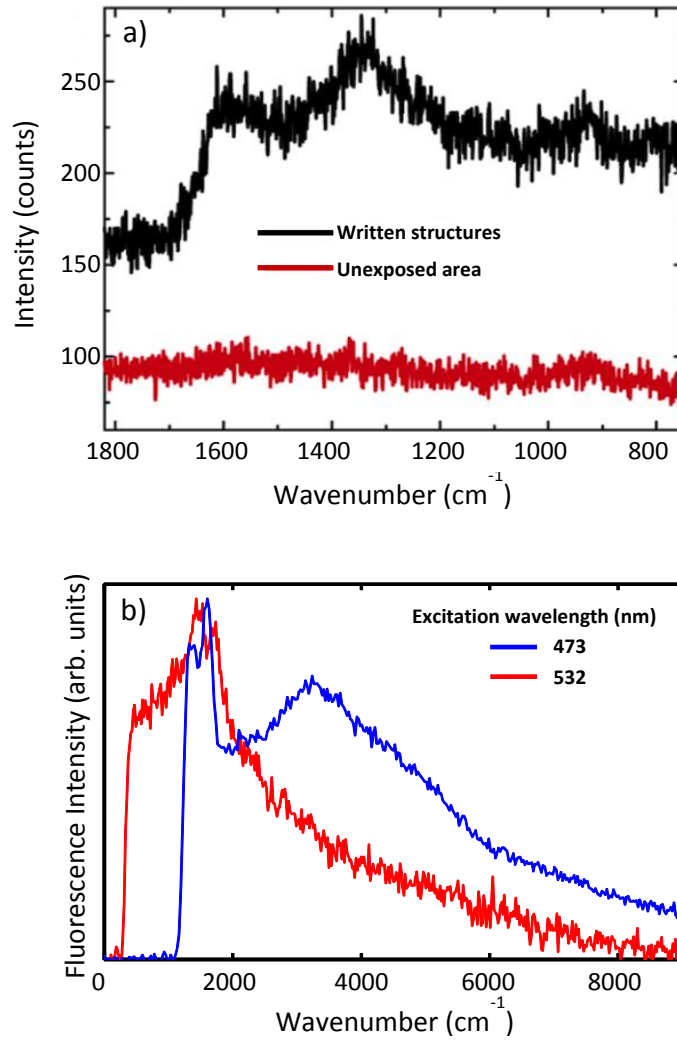 a)
Intensity (counts)
250
200
150
100
Written structures
Unexposed area
1800 1600 1400 1200 1000 800
Wavenumber (cm⁻¹)
b)
Fluorescence Intensity (arb. units)
Excitation wavelength (nm)
473
532
0 2000 4000 6000 8000
Wavenumber (cm⁻¹)